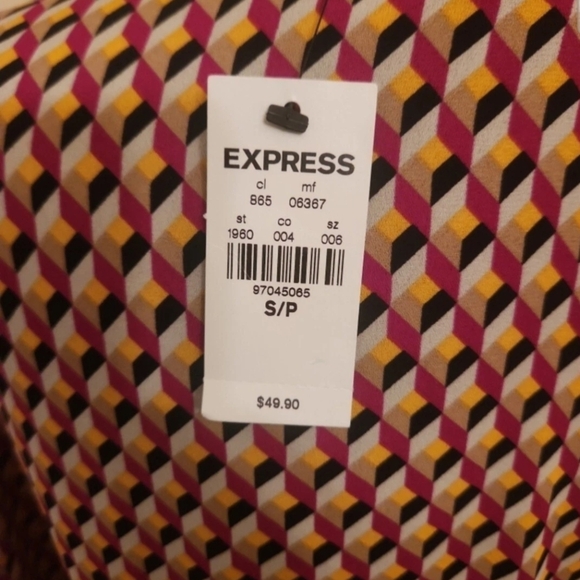 EXPRESS
cl mf
865 06367
st co sz
1960 004 006
97045065
S/P
$49.90